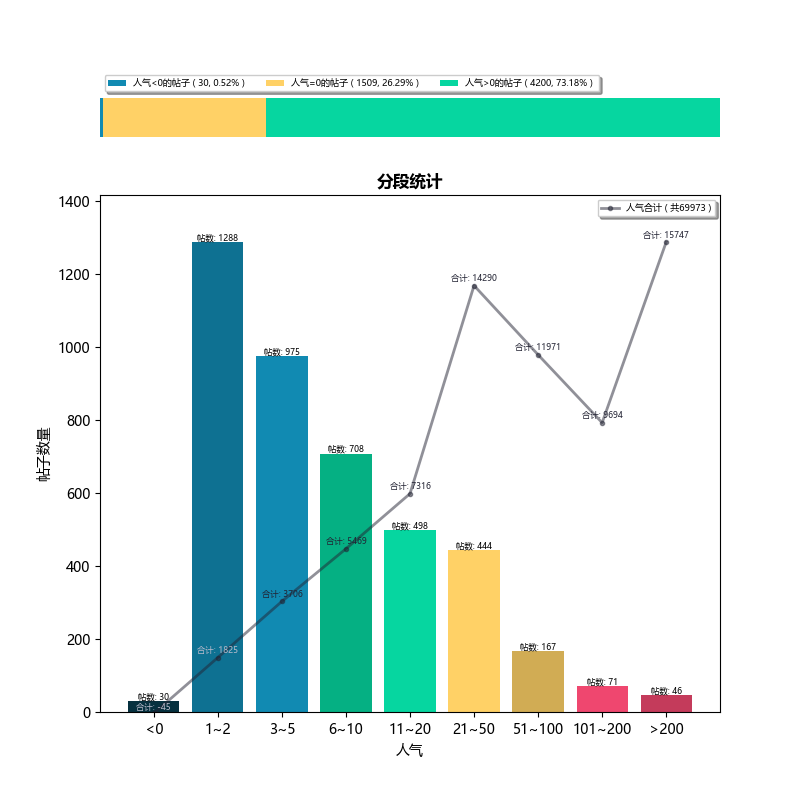 人气<0的帖子 ( 30, 0.52% ) 人气=0的帖子 ( 1509, 26.29% ) 人气>0的帖子 ( 4200, 73.18% )
分段统计
人气合计 ( 共69973 )
1400
1200
1000
800
600
400
200
0
帖子数量
帖数: 30
帖数: 1288
帖数: 975
帖数: 708
帖数: 498
帖数: 444
帖数: 167
帖数: 71
帖数: 46
合计: -45
合计: 1825
合计: 3706
合计: 5469
合计: 7316
合计: 14290
合计: 11971
合计: 9694
合计: 15747
<0 1~2 3~5 6~10 11~20 21~50 51~100 101~200 >200
人气